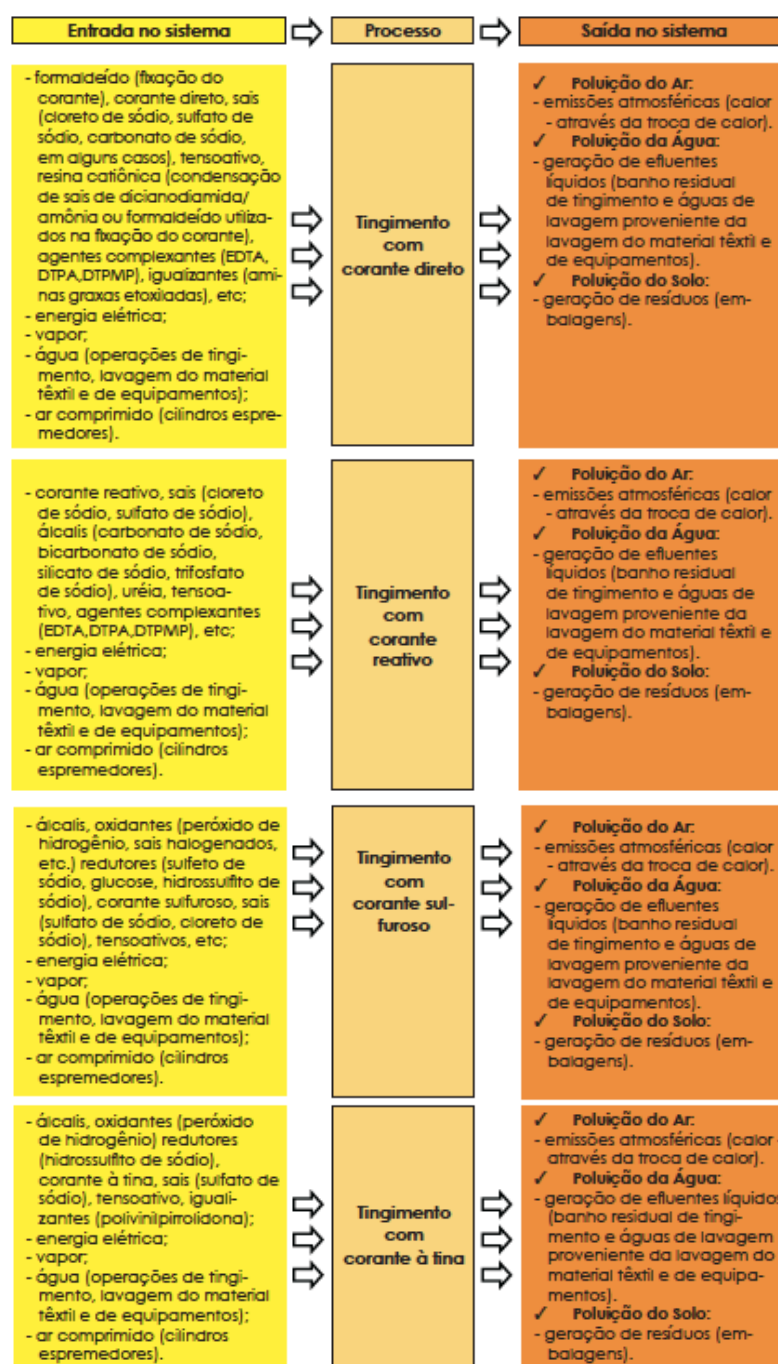 Entrada no sistema
Processo
Saída no sistema
- formaldeído (fixação do
corante), corante direto, sais
(cloreto de sódio, sulfato de
sódio, carbonato de sódio,
em alguns casos), tensoativo,
resina catiônica (condensação
de sais de dicianodiamida/
amônia ou formaldeído utiliza-
dos na fixação do corante),
agentes complexantes (EDTA,
DTPA,DTPMP), igualizantes (ami-
nas graxas etoxiladas), etc;
- energia elétrica;
- vapor;
- água (operações de tingi-
mento, lavagem do material
têxtil e de equipamentos);
- ar comprimido (cilindros espre-
medores).
Tingimento
com
corante direto
✓ Poluição do Ar:
- emissões atmosféricas (calor
- através da troca de calor).
✓ Poluição da Água:
- geração de efluentes
líquidos (banho residual
de tingimento e águas de
lavagem proveniente da
lavagem do material têxtil e
de equipamentos).
✓ Poluição do Solo:
- geração de resíduos (em-
balagens).
- corante reativo, sais (cloreto
de sódio, sulfato de sódio),
álcalis (carbonato de sódio,
bicarbonato de sódio,
silicato de sódio, trifosfato
de sódio), uréia, tensoa-
tivo, agentes complexantes
(EDTA,DTPA,DTPMP), etc;
- energia elétrica;
- vapor;
- água (operações de tingi-
mento, lavagem do material
têxtil e de equipamentos);
- ar comprimido (cilindros
espremedores).
Tingimento
com
corante
reativo
✓ Poluição do Ar:
- emissões atmosféricas (calor
- através da troca de calor).
✓ Poluição da Água:
- geração de efluentes
líquidos (banho residual
de tingimento e águas de
lavagem proveniente da
lavagem do material têxtil e
de equipamentos).
✓ Poluição do Solo:
- geração de resíduos (em-
balagens).
- álcalis, oxidantes (peróxido de
hidrogênio, sais halogenados,
etc.) redutores (sulfeto de
sódio, glucose, hidrossulfito de
sódio), corante sulfuroso, sais
(sulfato de sódio, cloreto de
sódio), tensoativos, etc;
- energia elétrica;
- vapor;
- água (operações de tingi-
mento, lavagem do material
têxtil e de equipamentos);
- ar comprimido (cilindros
espremedores).
Tingimento
com
corante sul-
furoso
✓ Poluição do Ar:
- emissões atmosféricas (calor
- através da troca de calor).
✓ Poluição da Água:
- geração de efluentes
líquidos (banho residual
de tingimento e águas de
lavagem proveniente da
lavagem do material têxtil e
de equipamentos).
✓ Poluição do Solo:
- geração de resíduos (em-
balagens).
- álcalis, oxidantes (peróxido
de hidrogênio) redutores
(hidrossulfito de sódio),
corante à tina, sais (sulfato de
sódio), tensoativo, iguali-
zantes (polivinilpirrolidona);
- energia elétrica;
- vapor;
- água (operações de tingi-
mento, lavagem do material
têxtil e de equipamentos);
- ar comprimido (cilindros
espremedores).
Tingimento
com
corante à tina
✓ Poluição do Ar:
- emissões atmosféricas (calor -
através da troca de calor).
✓ Poluição da Água:
- geração de efluentes líquidos
(banho residual de tingi-
mento e águas de lavagem
proveniente da lavagem do
material têxtil e de equipa-
mentos).
✓ Poluição do Solo:
- geração de resíduos (em-
balagens).